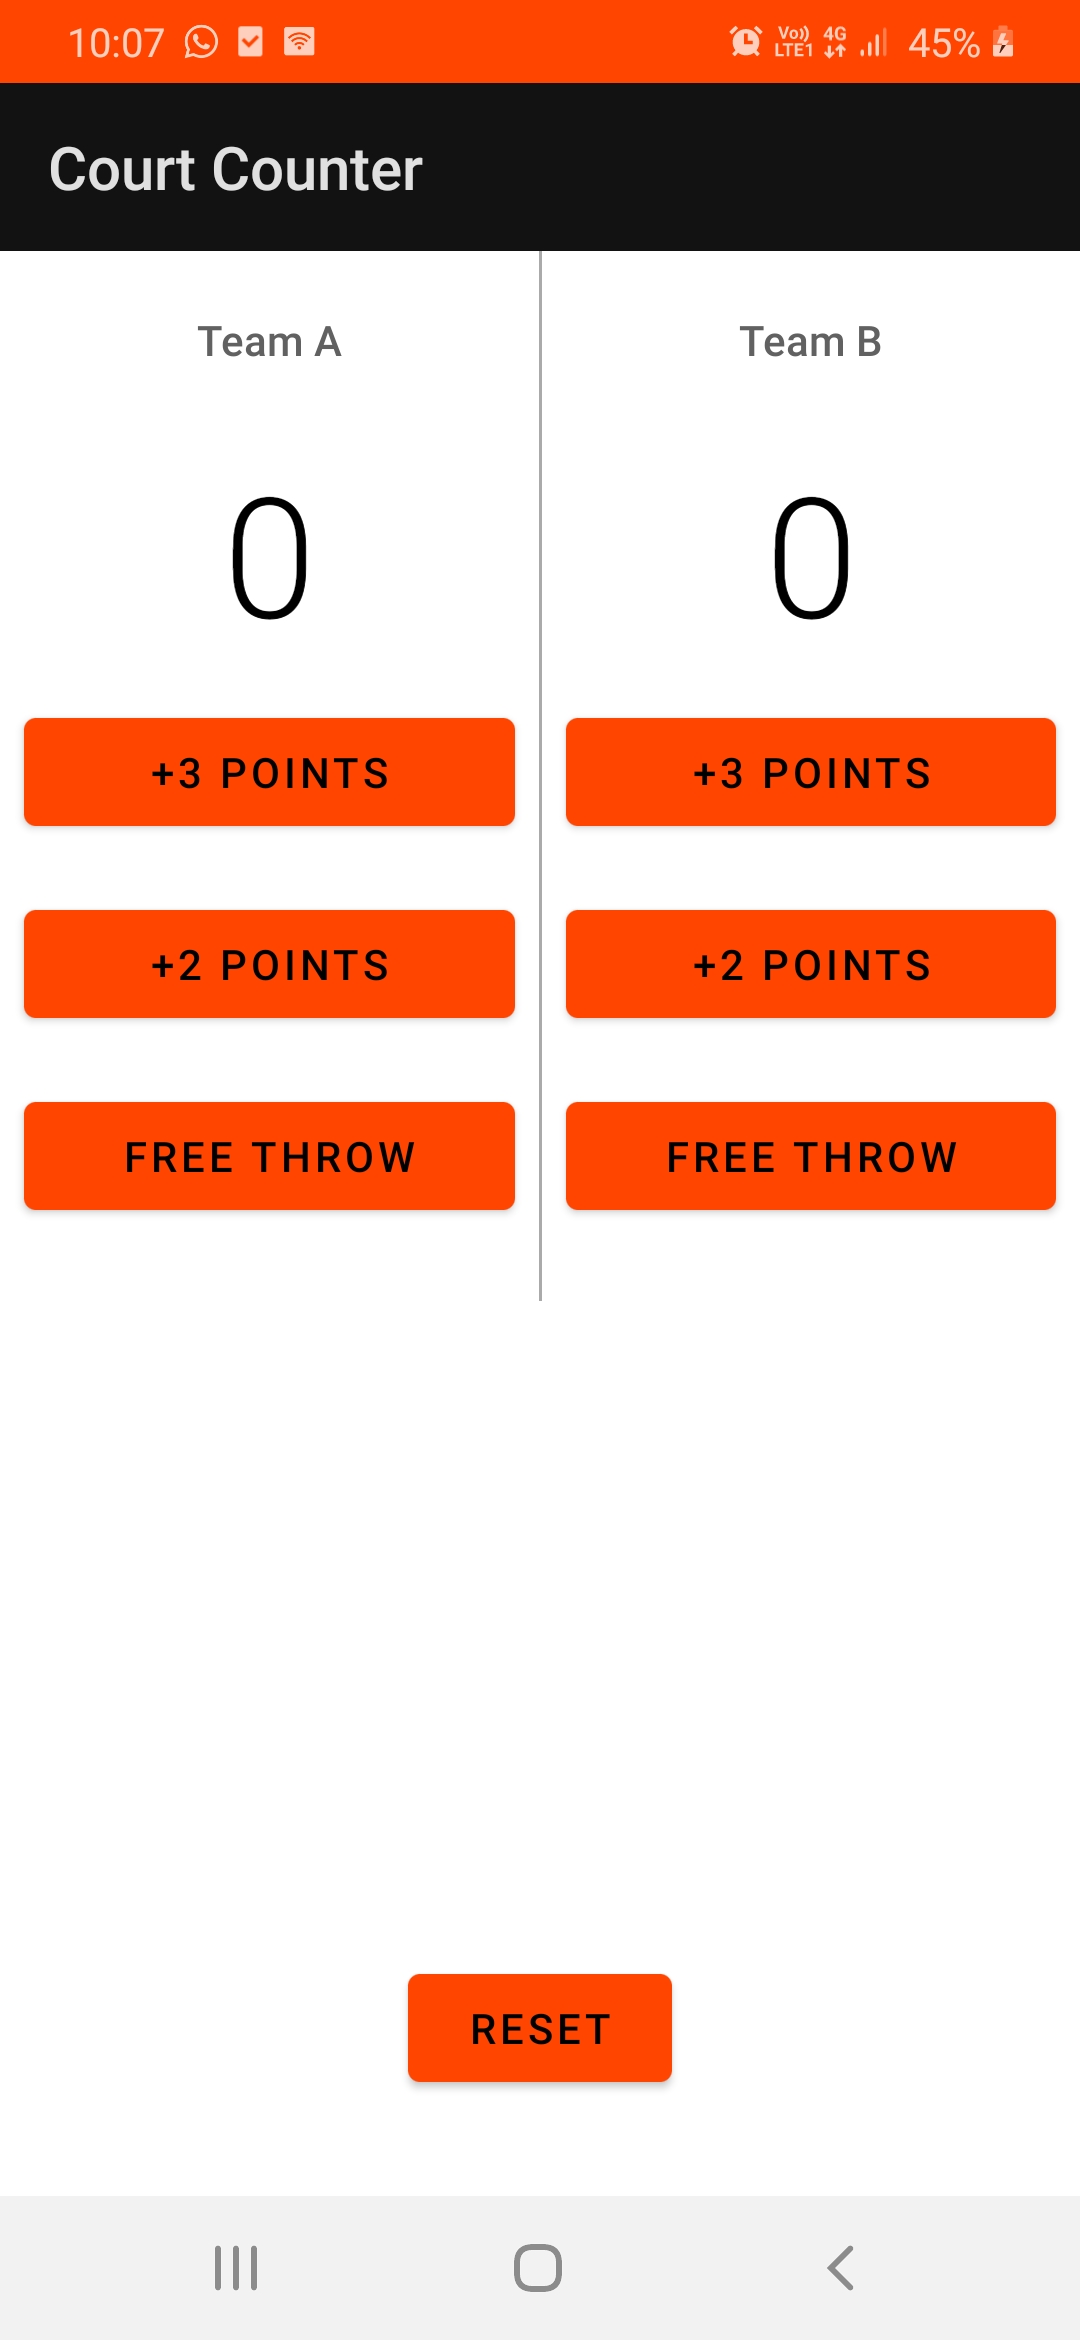 10:07 Vo)) LTE1 4G 45%
Court Counter
Team A Team B
0 0
+3 POINTS +3 POINTS
+2 POINTS +2 POINTS
FREE THROW FREE THROW
RESET